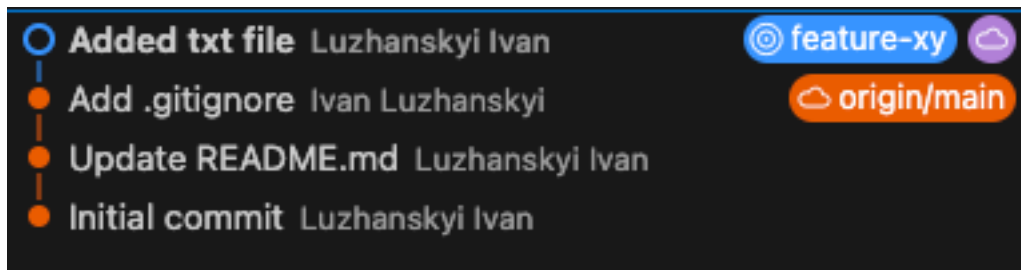 Added txt file Luzhanskyi Ivan feature-xy
Add .gitignore Ivan Luzhanskyi origin/main
Update README.md Luzhanskyi Ivan
Initial commit Luzhanskyi Ivan